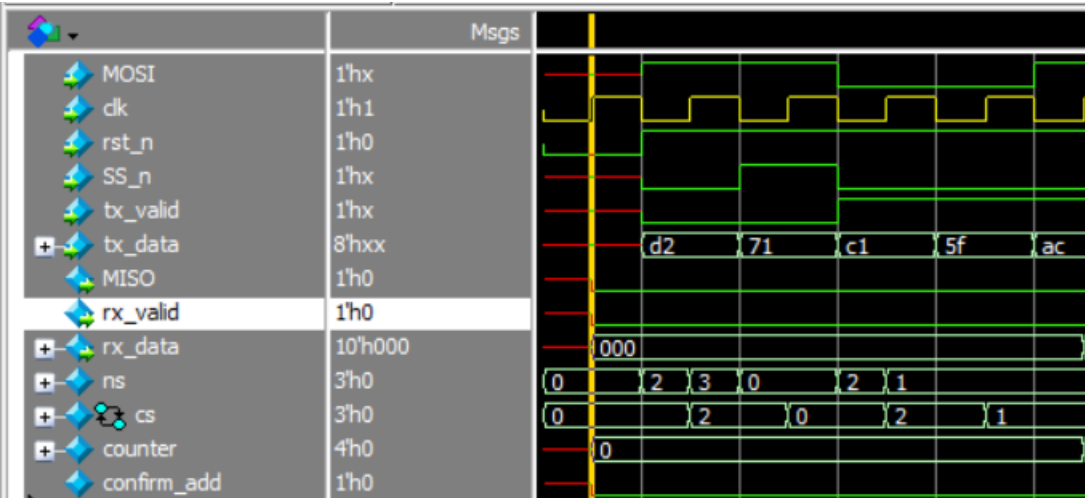 Msgs
MOSI 1'hx
clk 1'h1
rst_n 1'h0
SS_n 1'hx
tx_valid 1'hx
tx_data 8'hxx d2 71 c1 5f ac
MISO 1'h0
rx_valid 1'h0
rx_data 10'h000 000
ns 3'h0 0 2 3 0 2 1
cs 3'h0 0 2 0 2 1
counter 4'h0 0
confirm_add 1'h0